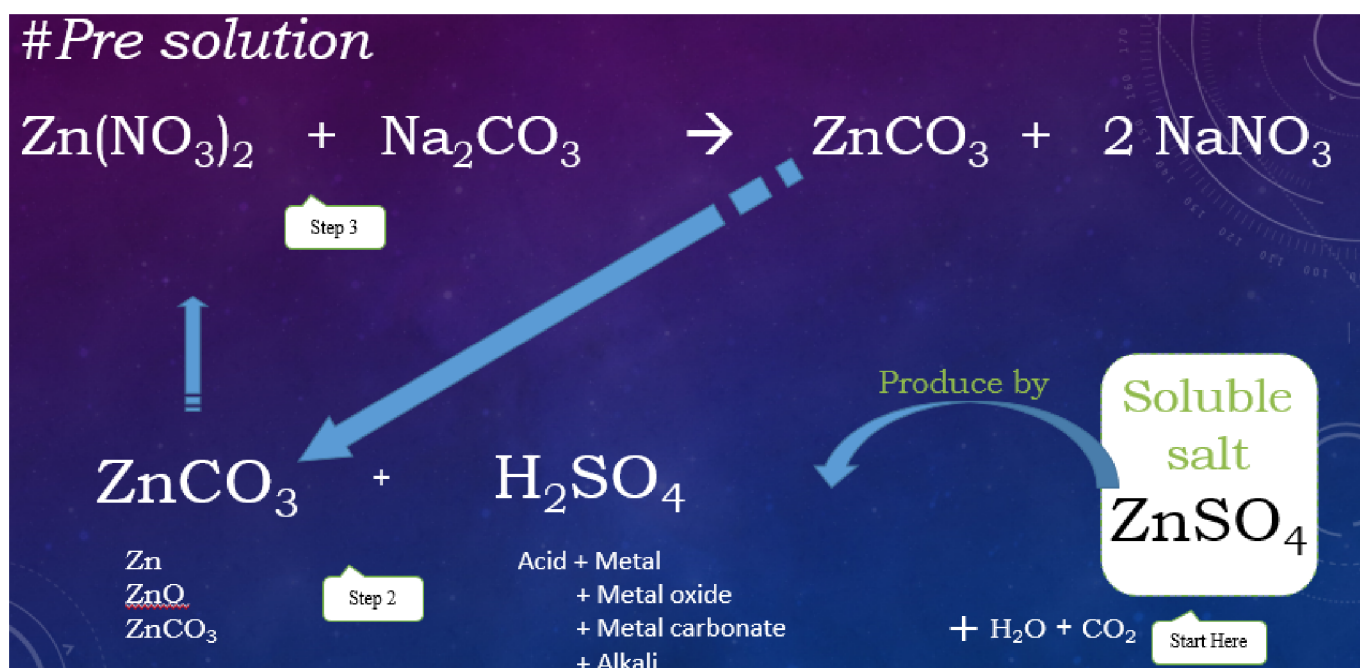 #Pre solution
Zn(NO₃)₂ + Na₂CO₃ → ZnCO₃ + 2 NaNO₃
Step 3
Produce by
Soluble
salt
ZnSO₄
ZnCO₃ + H₂SO₄
Zn
ZnO
ZnCO₃
Step 2
Acid + Metal
+ Metal oxide
+ Metal carbonate
+ Alkali
+ H₂O + CO₂
Start Here